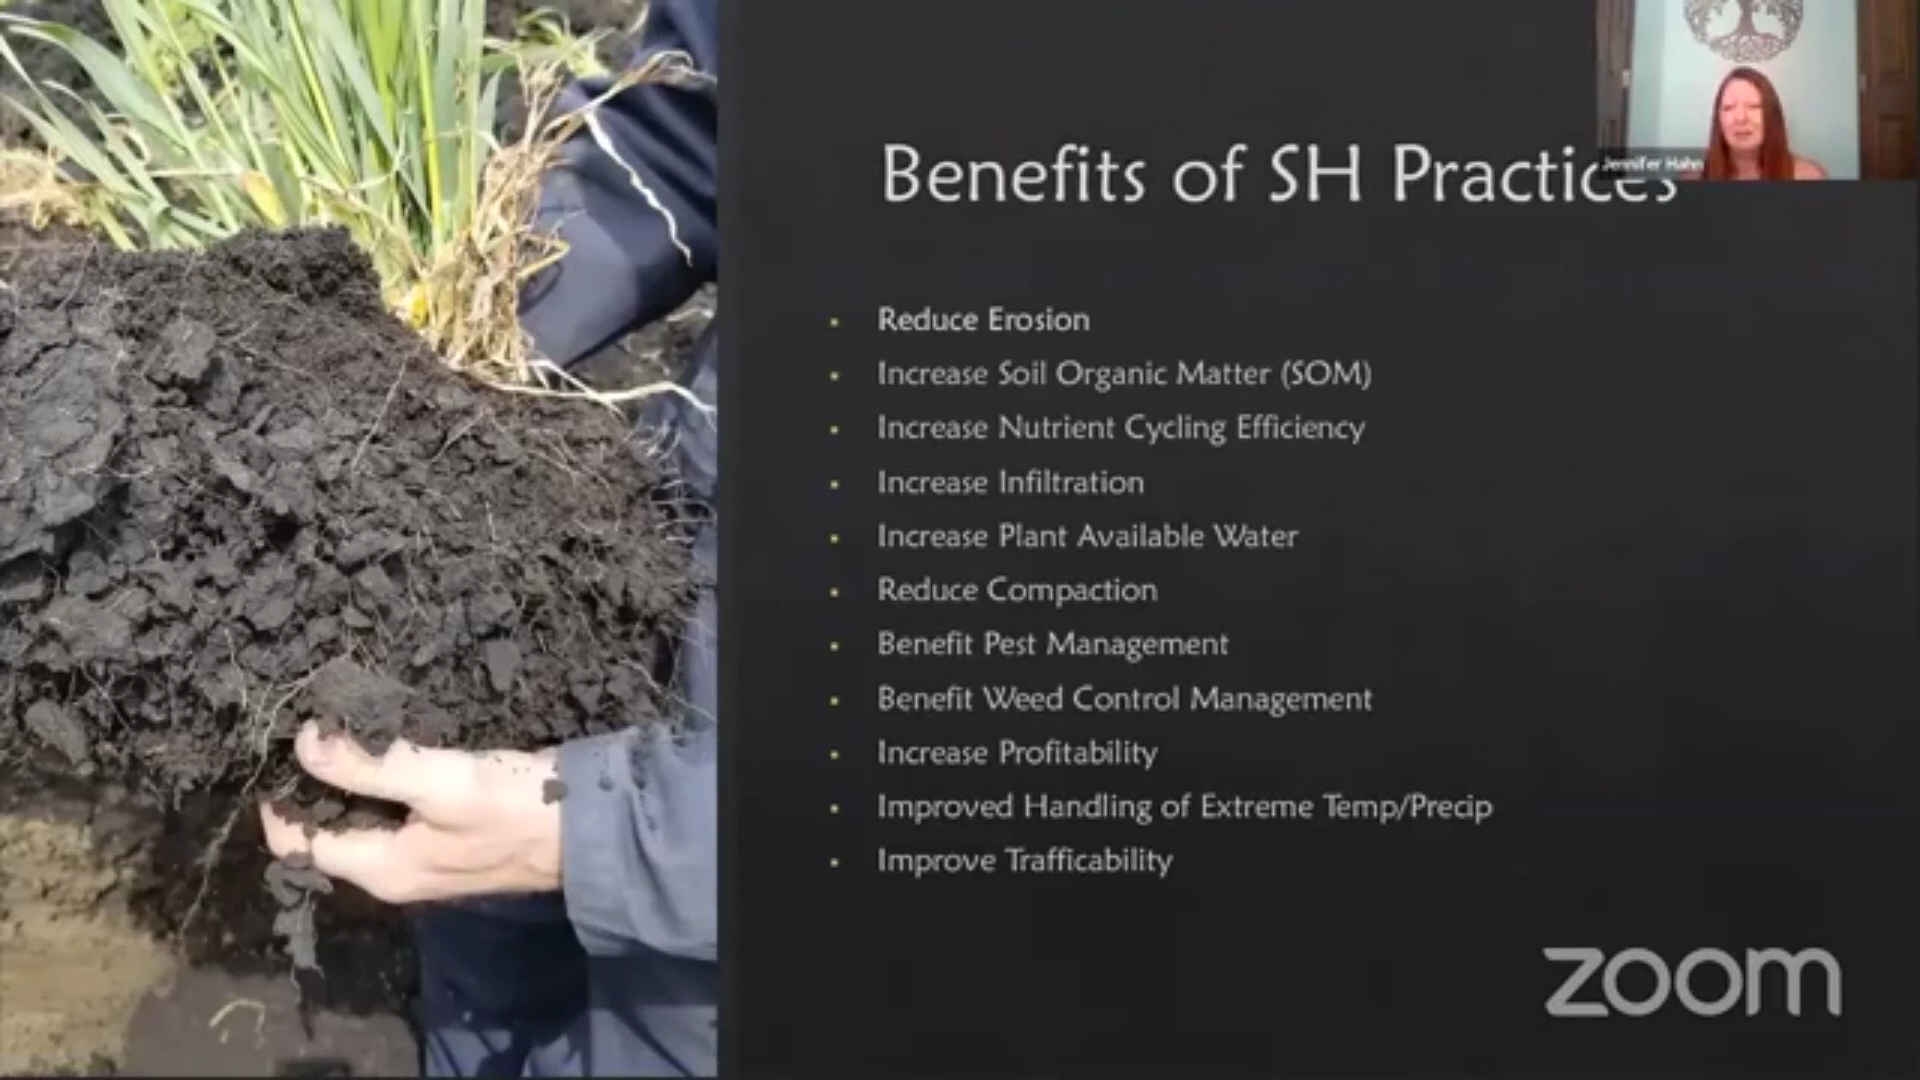 Benefits of SH Practices
Jennifer Hahn
• Reduce Erosion
• Increase Soil Organic Matter (SOM)
• Increase Nutrient Cycling Efficiency
• Increase Infiltration
• Increase Plant Available Water
• Reduce Compaction
• Benefit Pest Management
• Benefit Weed Control Management
• Increase Profitability
• Improved Handling of Extreme Temp/Precip
• Improve Trafficability
zoom